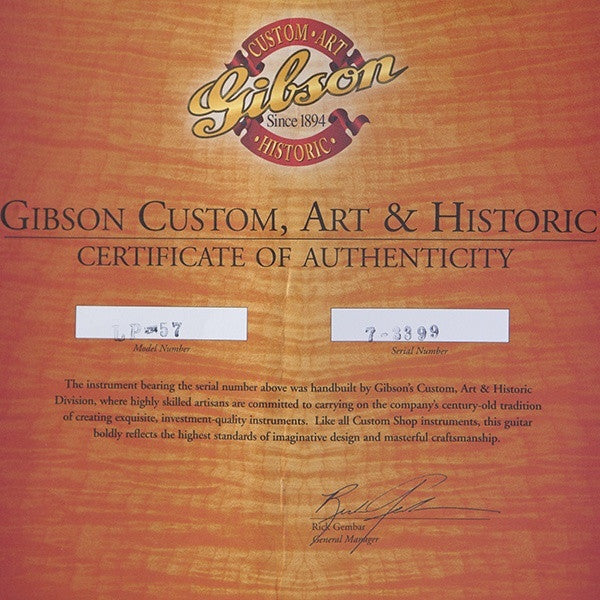 CUSTOM • ART
Gibson
Since 1894
• HISTORIC •
GIBSON CUSTOM, ART & HISTORIC
CERTIFICATE OF AUTHENTICITY
LP-57
7-3399
Model Number
Serial Number
The instrument bearing the serial number above was handbuilt by Gibson's Custom, Art & Historic
Division, where highly skilled artisans are committed to carrying on the company's century-old tradition
of creating exquisite, investment-quality instruments. Like all Custom Shop instruments, this guitar
boldly reflects the highest standards of imaginative design and masterful craftsmanship.
Rick Gembar
General Manager